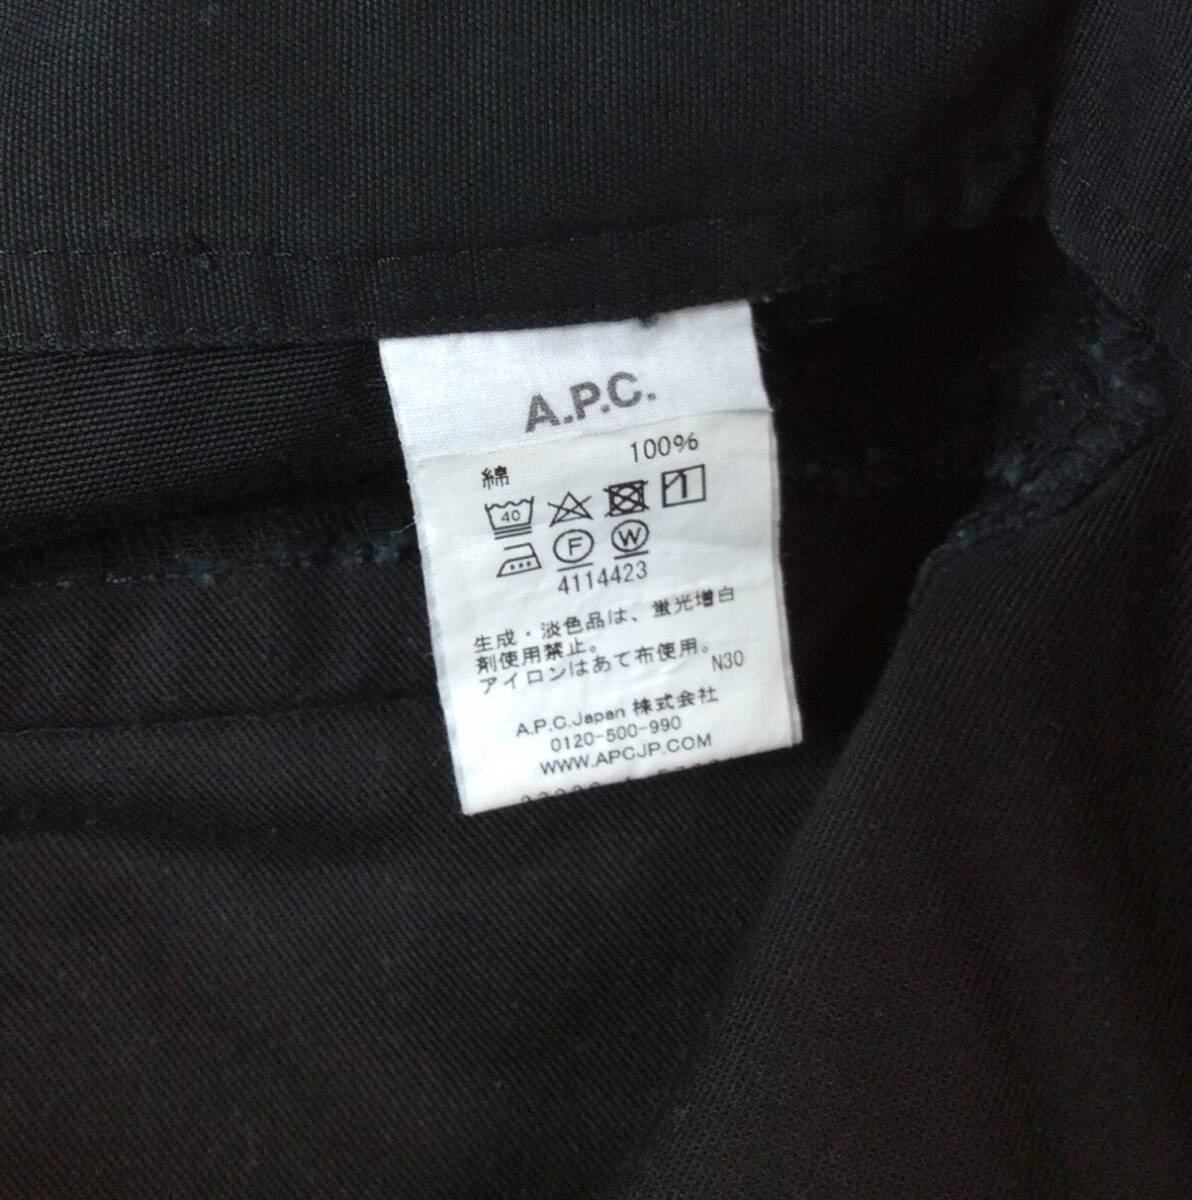 A.P.C.
綿 100%
40
F W
4114423
生成・淡色品は、蛍光増白
剤使用禁止。
アイロンはあて布使用。
N30
A.P.C.Japan 株式会社
0120-500-990
WWW.APCJP.COM